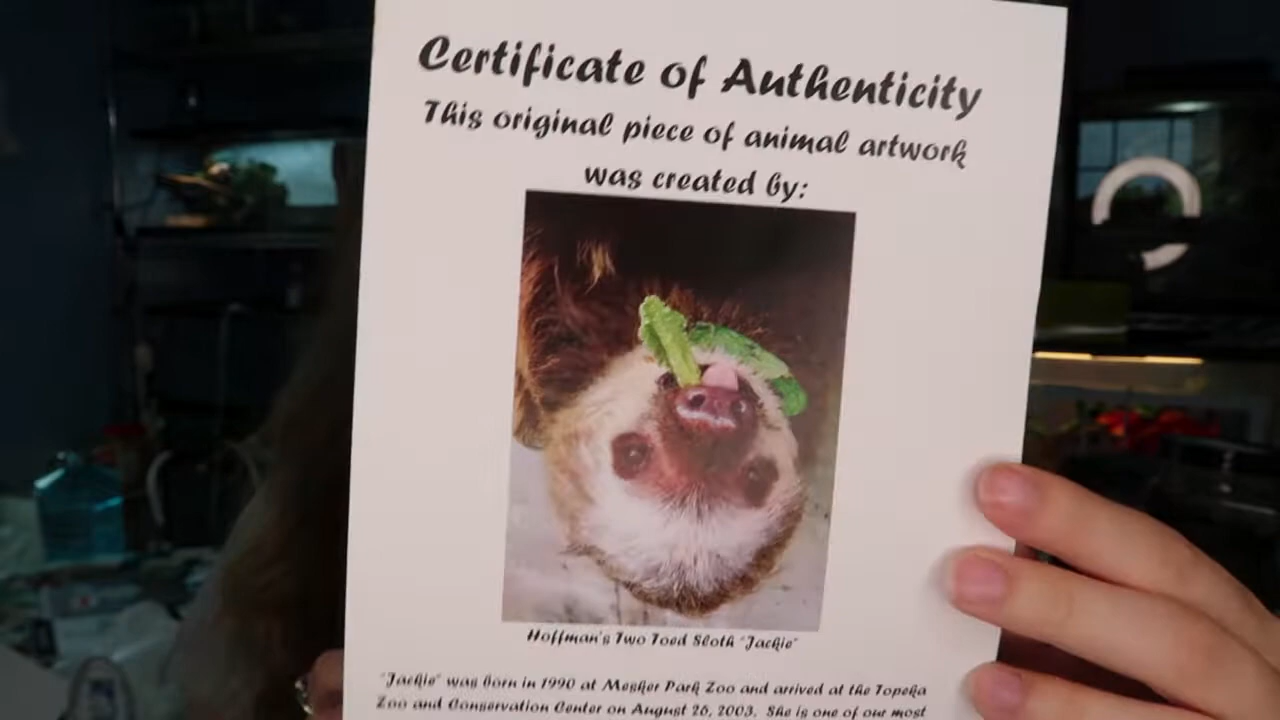 Certificate of Authenticity
This original piece of animal artwork
was created by:
Hoffman's Two Toed Sloth "Jackie"
"Jackie" was born in 1990 at Mesker Park Zoo and arrived at the Topeka
Zoo and Conservation Center on August 26, 2003. She is one of our most